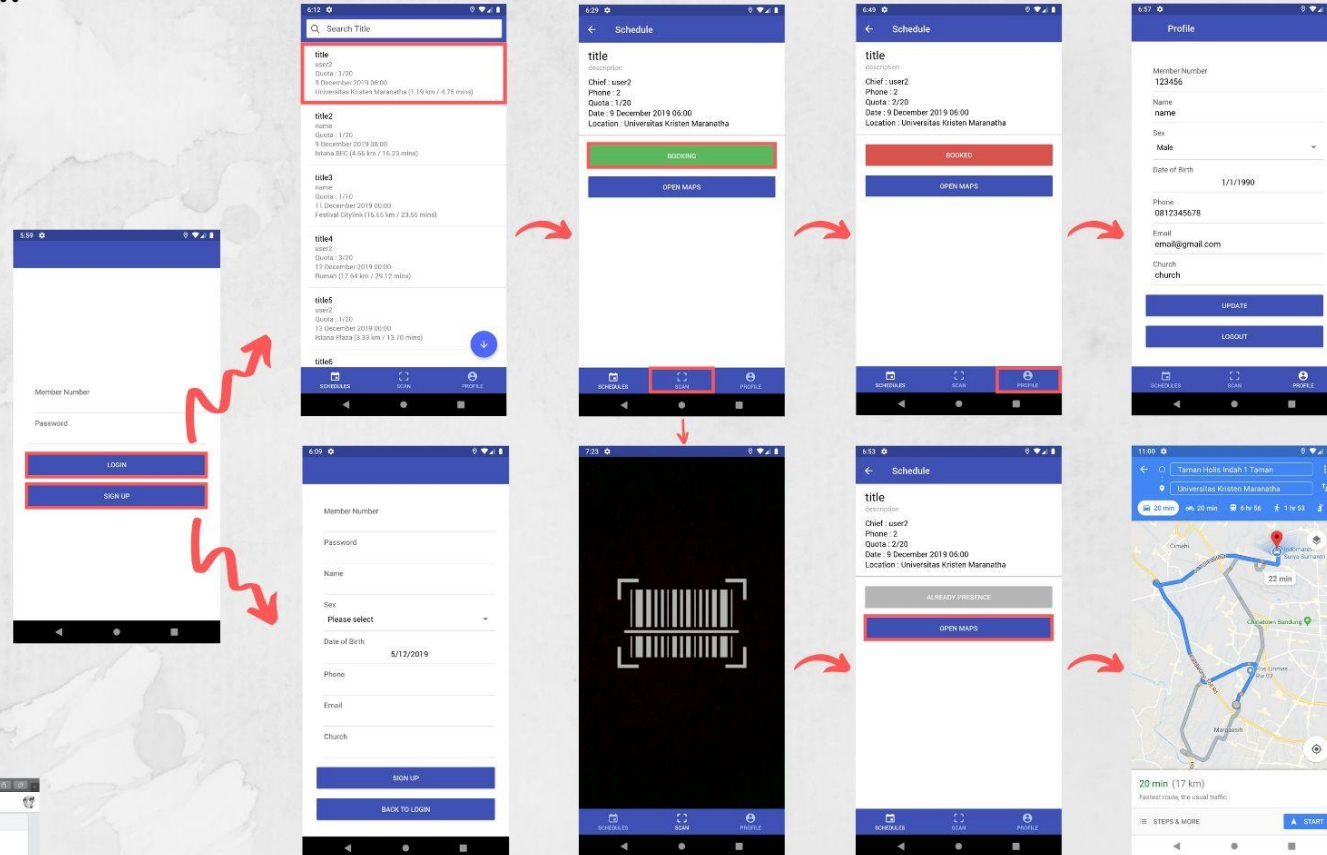 5:59
Member Number
Password
LOGIN
SIGN UP
6:12
Search Title
title
user2
Quota : 1/20
9 December 2019 06:00
Universitas Kristen Maranatha (1.19 km / 4.75 mins)
title2
name
Quota : 1/20
9 December 2019 08:00
Istana BEC (4.66 km / 16.23 mins)
title3
name
Quota : 1/10
11 December 2019 00:00
Festival Citylink (15.55 km / 23.55 mins)
title4
user2
Quota : 3/20
12 December 2019 00:00
Rumah (17.64 km / 29.12 mins)
title5
user2
Quota : 1/20
13 December 2019 00:00
Istana Plaza (3.33 km / 13.70 mins)
title6
SCHEDULES SCAN PROFILE
6:29
Schedule
title
description
Chief : user2
Phone : 2
Quota : 1/20
Date : 9 December 2019 06:00
Location : Universitas Kristen Maranatha
BOOKING
OPEN MAPS
SCHEDULES SCAN PROFILE
6:49
Schedule
title
description
Chief : user2
Phone : 2
Quota : 2/20
Date : 9 December 2019 06:00
Location : Universitas Kristen Maranatha
BOOKED
OPEN MAPS
SCHEDULES SCAN PROFILE
6:57
Profile
Member Number
123456
Name
name
Sex
Male
Date of Birth
1/1/1990
Phone
0812345678
Email
email@gmail.com
Church
church
UPDATE
LOGOUT
SCHEDULES SCAN PROFILE
6:09
Member Number
Password
Name
Sex
Please select
Date of Birth
5/12/2019
Phone
Email
Church
SIGN UP
BACK TO LOGIN
7:23
SCHEDULES SCAN PROFILE
6:53
Schedule
title
description
Chief : user2
Phone : 2
Quota : 2/20
Date : 9 December 2019 06:00
Location : Universitas Kristen Maranatha
ALREADY PRESENCE
OPEN MAPS
SCHEDULES SCAN PROFILE
11:00
Taman Holis Indah 1 Taman
Universitas Kristen Maranatha
20 min 20 min 6 hr 56 1 hr 53
Cimahi
Surya Sumantri
22 min
Chinatown Bandung
Rw 03
Margaasih
20 min (17 km)
Fastest route, the usual traffic
STEPS & MORE START